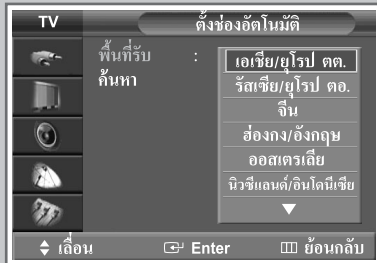 TV ตั้งช่องอัตโนมัติ
พื้นที่รับ : เอเชีย/ยุโรป ตต.
ค้นหา รัสเซีย/ยุโรป ตอ.
จีน
ฮ่องกง/อังกฤษ
ออสเตรเลีย
นิวซีแลนด์/อินโดนีเซีย
เลื่อน Enter ย้อนกลับ